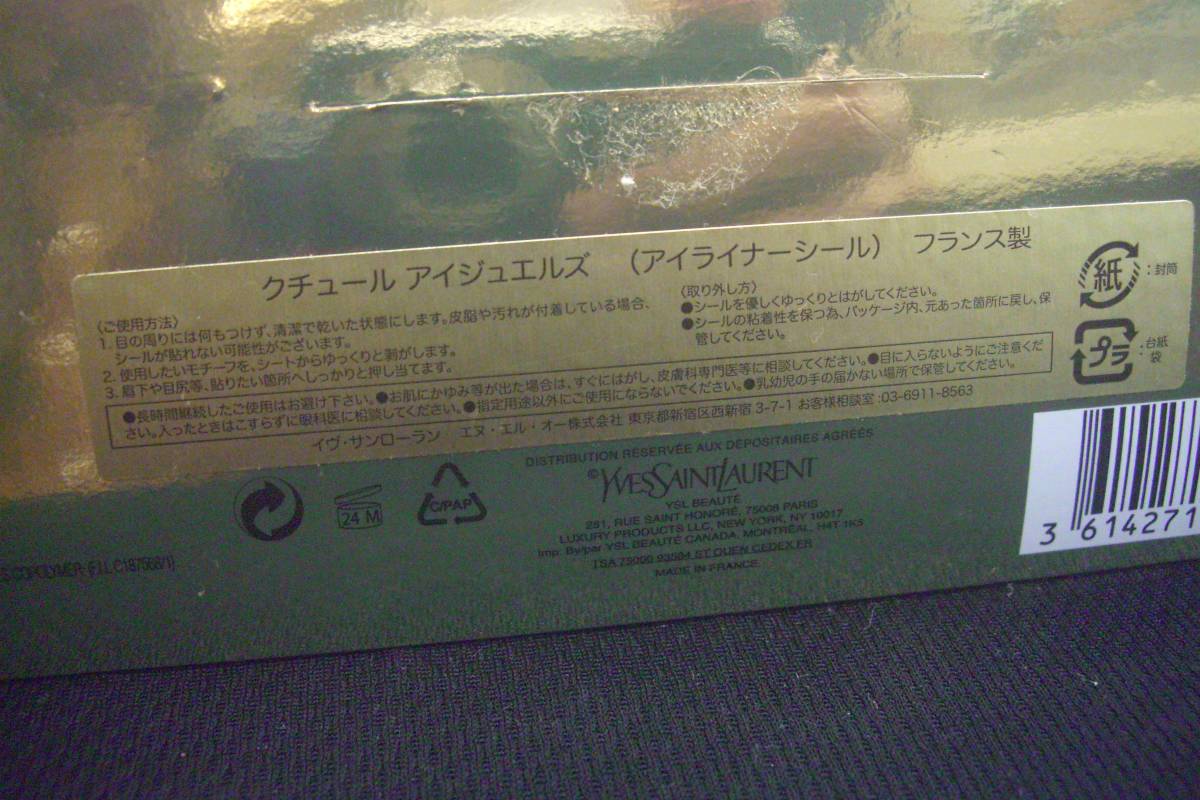 クチュール アイジュエルズ （アイライナーシール） フランス製
〈ご使用方法〉
1. 目の周りには何もつけず、清潔で乾いた状態にします。皮脂や汚れが付着している場合、
シールが貼れない可能性がございます。
2. 使用したいモチーフを、シートからゆっくりと剥がします。
3. 眉下や目尻等、貼りたい箇所へしっかりと押し当てます。
〈取り外し方〉
●シールを優しくゆっくりとはがしてください。
●シールの粘着性を保つ為、パッケージ内、元あった箇所に戻し、保
管してください。
紙
：封筒
プラ
：台紙
袋
●長時間継続したご使用はお避け下さい。●お肌にかゆみ等が出た場合は、すぐにはがし、皮膚科専門医等に相談してください。●目に入らないようにご注意くだ
さい。入ったときはこすらずに眼科医に相談してください。●指定用途以外にご使用にならないでください。●乳幼児の手の届かない場所で保管してください。
イヴ・サンローラン エヌ・エル・オー株式会社 東京都新宿区西新宿 3-7-1 お客様相談室：03-6911-8563
DISTRIBUTION RÉSERVÉE AUX DÉPOSITAIRES AGRÉÉS
©YVESSAINTLAURENT
YSL BEAUTÉ
281, RUE SAINT HONORÉ, 75008 PARIS
LUXURY PRODUCTS LLC, NEW YORK, NY 10017
Imp: By/par YSL BEAUTÉ CANADA, MONTRÉAL, H4T 1K5
TSA 75000 93584 ST OUEN CEDEX,FR
MADE IN FRANCE
24 M
C/PAP
COPOLYMER (F.I.L C187568/1)
3 614271